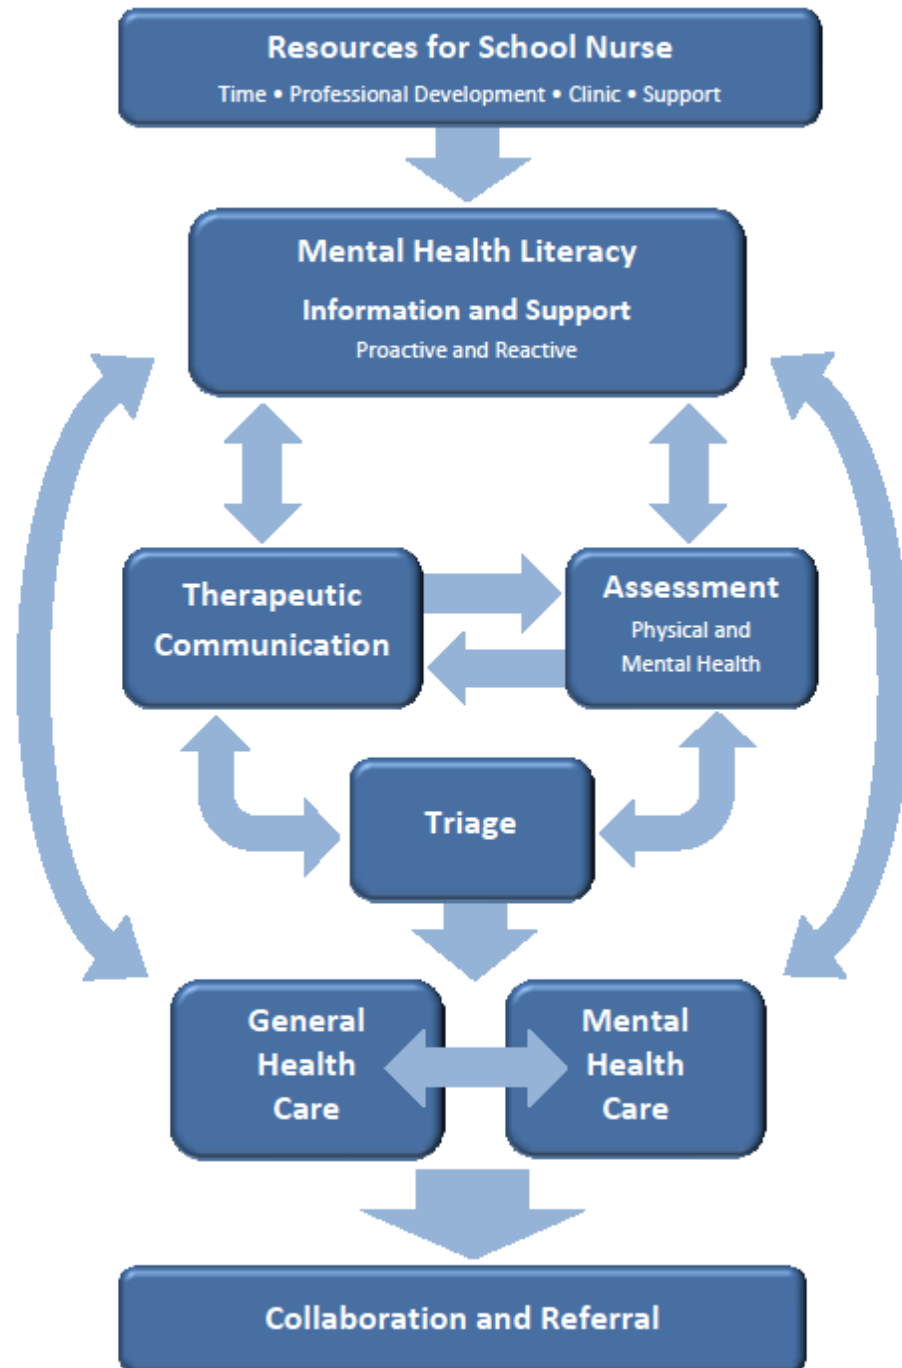 Resources for School Nurse
Time • Professional Development • Clinic • Support
Mental Health Literacy
Information and Support
Proactive and Reactive
Therapeutic
Communication
Assessment
Physical and
Mental Health
Triage
General
Health
Care
Mental
Health
Care
Collaboration and Referral